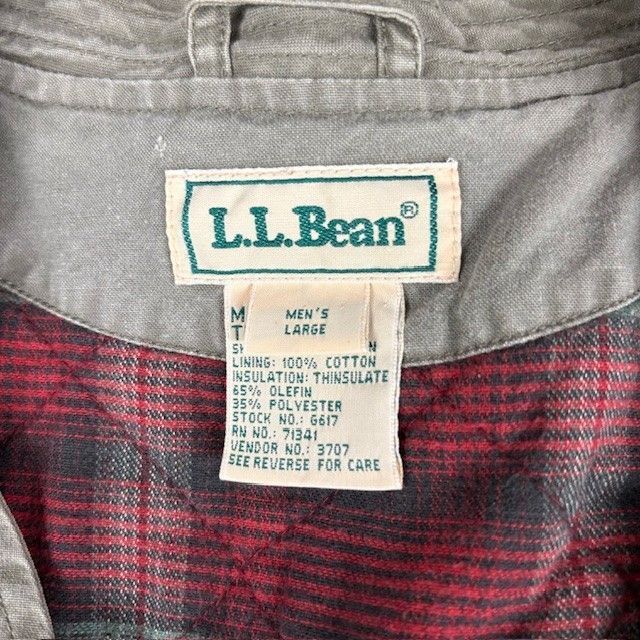 L.L.Bean®
MEN'S
LARGE
LINING: 100% COTTON
INSULATION: THINSULATE
65% OLEFIN
35% POLYESTER
STOCK NO.: G617
RN NO.: 71341
VENDOR NO.: 3707
SEE REVERSE FOR CARE